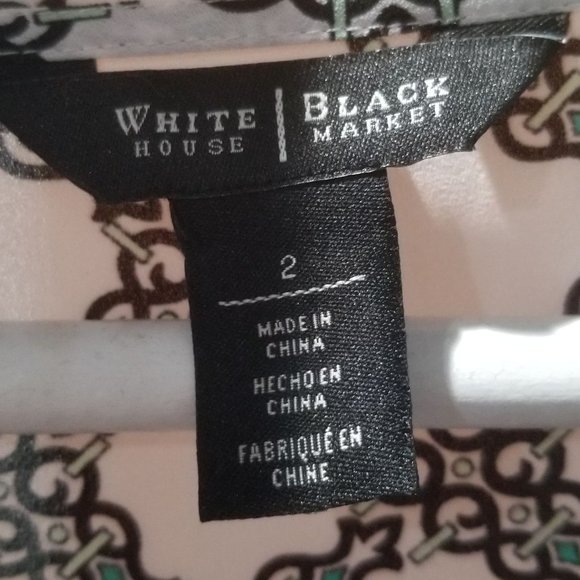 WHITE | BLACK
HOUSE | MARKET
2
MADE IN
CHINA
HECHO EN
CHINA
FABRIQUÉ EN
CHINE